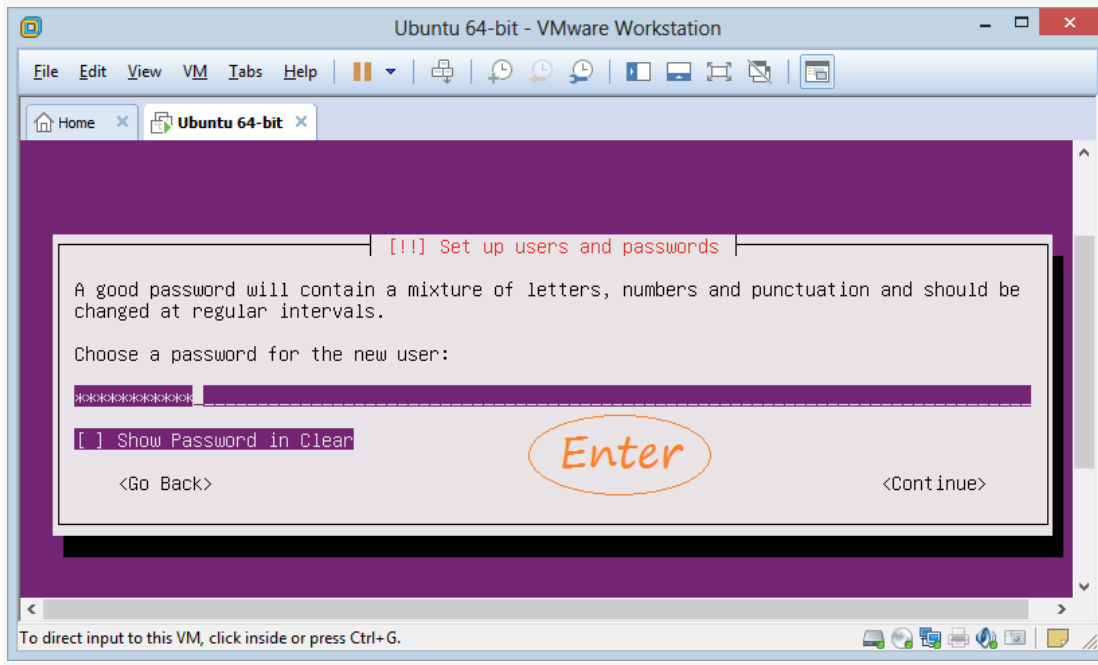 Ubuntu 64-bit - VMware Workstation
File Edit View VM Tabs Help
Home Ubuntu 64-bit
[!!] Set up users and passwords
A good password will contain a mixture of letters, numbers and punctuation and should be
changed at regular intervals.
Choose a password for the new user:
***********
[ ] Show Password in Clear
Enter
<Go Back> <Continue>
To direct input to this VM, click inside or press Ctrl+G.